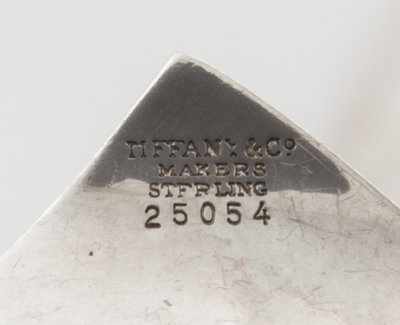 TIFFANY & Co
MAKERS
STERLING
25054